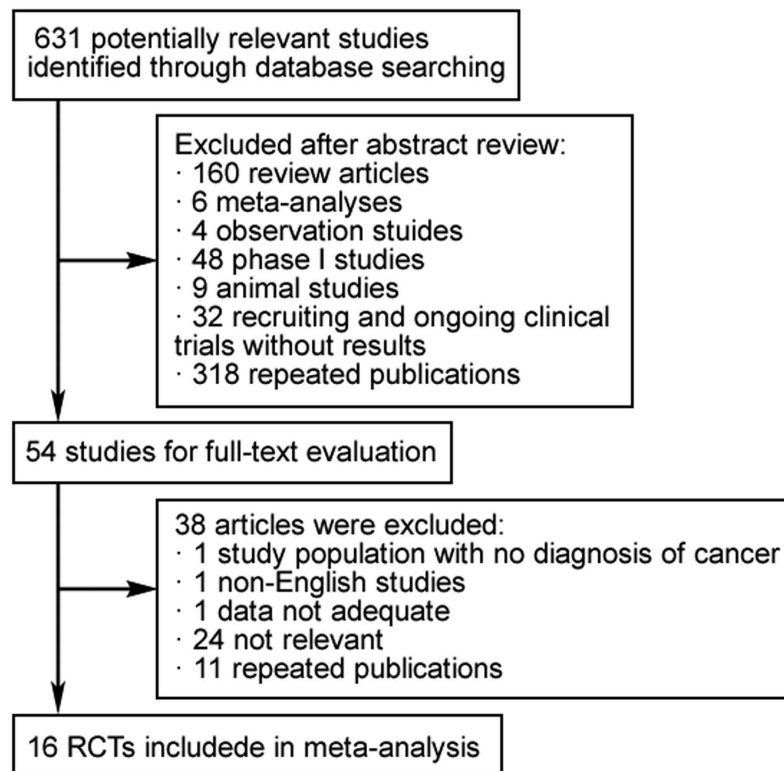 631 potentially relevant studies
identified through database searching
Excluded after abstract review:
· 160 review articles
· 6 meta-analyses
· 4 observation stuides
· 48 phase I studies
· 9 animal studies
· 32 recruiting and ongoing clinical
trials without results
· 318 repeated publications
54 studies for full-text evaluation
38 articles were excluded:
· 1 study population with no diagnosis of cancer
· 1 non-English studies
· 1 data not adequate
· 24 not relevant
· 11 repeated publications
16 RCTs includede in meta-analysis